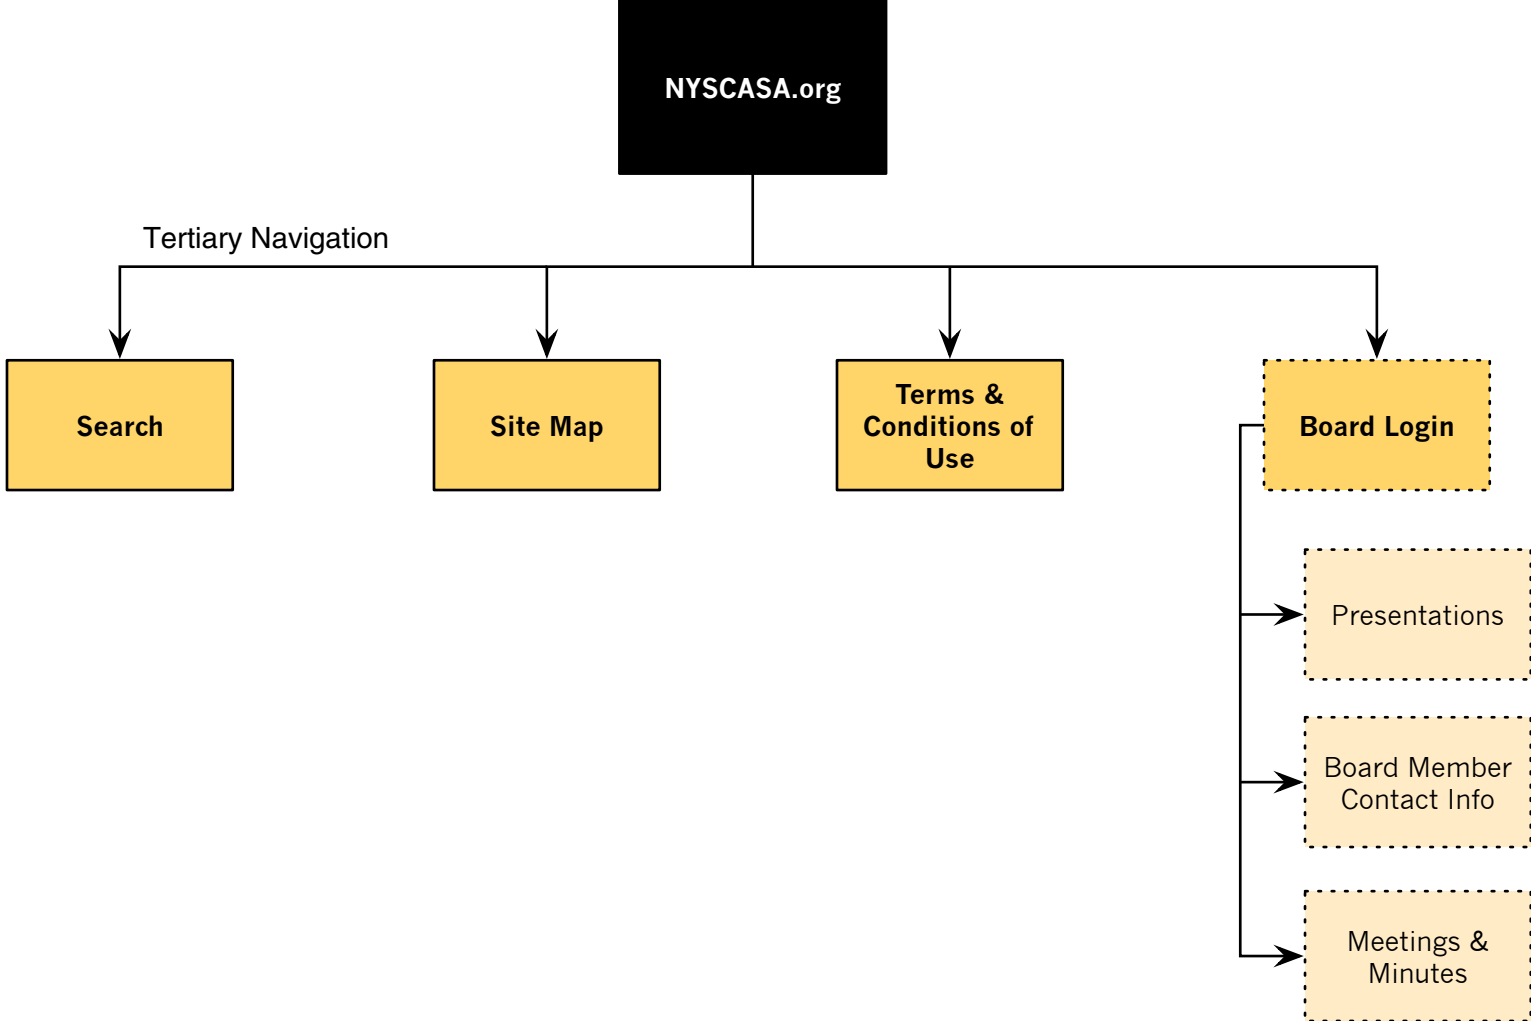 NYSCASA.org
Tertiary Navigation
Search
Site Map
Terms &
Conditions of
Use
Board Login
Presentations
Board Member
Contact Info
Meetings &
Minutes